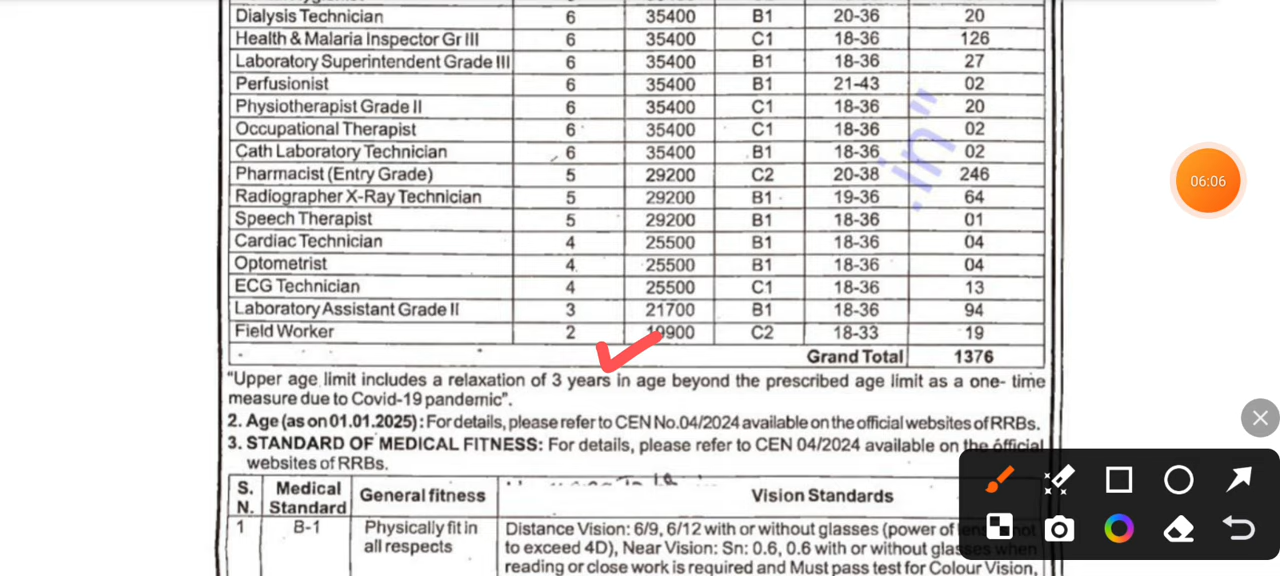 Dialysis Technician 6 35400 B1 20-36 20
Health & Malaria Inspector Gr III 6 35400 C1 18-36 126
Laboratory Superintendent Grade III 6 35400 B1 18-36 27
Perfusionist 6 35400 B1 21-43 02
Physiotherapist Grade II 6 35400 C1 18-36 20
Occupational Therapist 6 35400 C1 18-36 02
Cath Laboratory Technician 6 35400 B1 18-36 02
Pharmacist (Entry Grade) 5 29200 C2 20-38 246
Radiographer X-Ray Technician 5 29200 B1 19-36 64
Speech Therapist 5 29200 B1 18-36 01
Cardiac Technician 4 25500 B1 18-36 04
Optometrist 4 25500 B1 18-36 04
ECG Technician 4 25500 C1 18-36 13
Laboratory Assistant Grade II 3 21700 B1 18-36 94
Field Worker 2 19900 C2 18-33 19
Grand Total 1376
.in"
06:06
"Upper age limit includes a relaxation of 3 years in age beyond the prescribed age limit as a one- time
measure due to Covid-19 pandemic".
2. Age (as on 01.01.2025): For details, please refer to CEN No.04/2024 available on the official websites of RRBs.
3. STANDARD OF MEDICAL FITNESS: For details, please refer to CEN 04/2024 available on the official
websites of RRBs.
S. N. Medical Standard General fitness Vision Standards
1 B-1 Physically fit in all respects Distance Vision: 6/9, 6/12 with or without glasses (power of lens not
to exceed 4D), Near Vision: Sn: 0.6, 0.6 with or without glasses when
reading or close work is required and Must pass test for Colour Vision,